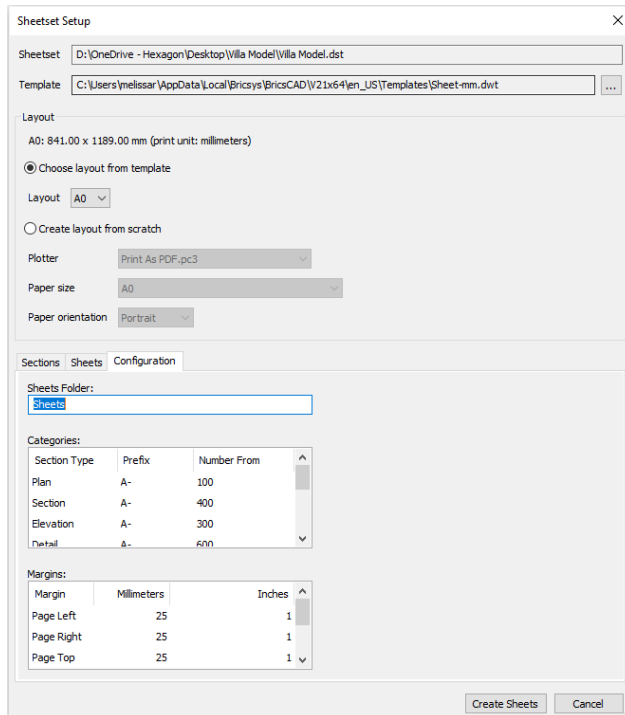 Sheetset Setup
Sheetset D:\OneDrive - Hexagon\Desktop\Villa Model\Villa Model.dst
Template C:\Users\melissar\AppData\Local\Bricsys\BricsCAD\V21x64\en_US\Templates\Sheet-mm.dwt ...
Layout
A0: 841.00 x 1189.00 mm (print unit: millimeters)
Choose layout from template
Layout A0
Create layout from scratch
Plotter Print As PDF.pc3
Paper size A0
Paper orientation Portrait
Sections Sheets Configuration
Sheets Folder:
Sheets
Categories:
Section Type Prefix Number From
Plan A- 100
Section A- 400
Elevation A- 300
Detail A- 600
Margins:
Margin Millimeters Inches
Page Left 25 1
Page Right 25 1
Page Top 25 1
Create Sheets Cancel